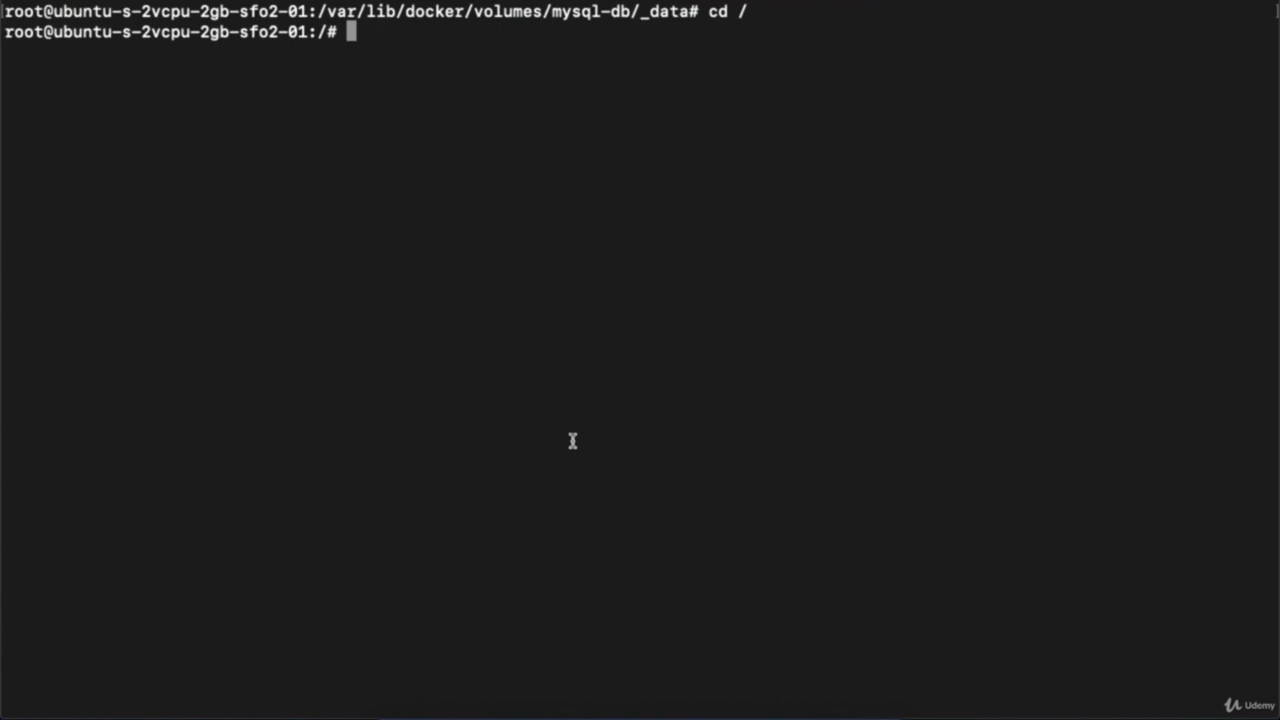 root@ubuntu-s-2vcpu-2gb-sfo2-01:/var/lib/docker/volumes/mysql-db/_data# cd /
root@ubuntu-s-2vcpu-2gb-sfo2-01:/#
Udemy